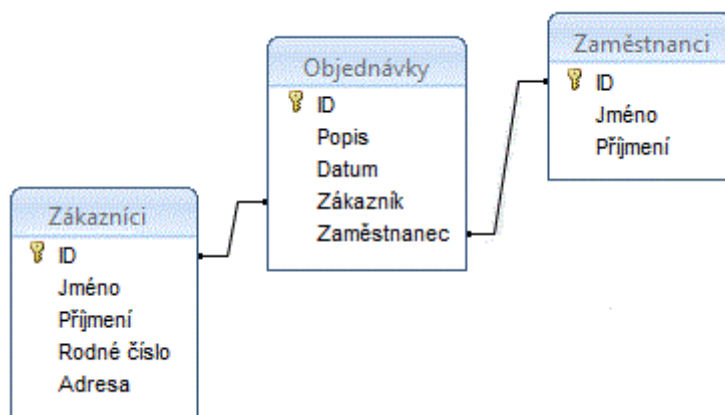 Zákazníci
ID
Jméno
Příjmení
Rodné číslo
Adresa
Objednávky
ID
Popis
Datum
Zákazník
Zaměstnanec
Zaměstnanci
ID
Jméno
Příjmení